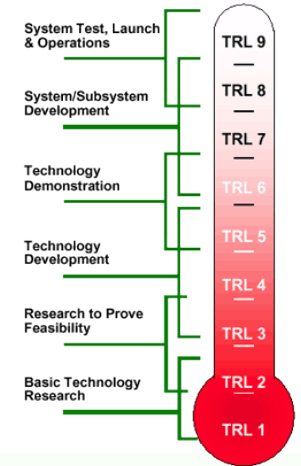 System Test, Launch
& Operations
System/Subsystem
Development
Technology
Demonstration
Technology
Development
Research to Prove
Feasibility
Basic Technology
Research
TRL 9
TRL 8
TRL 7
TRL 6
TRL 5
TRL 4
TRL 3
TRL 2
TRL 1